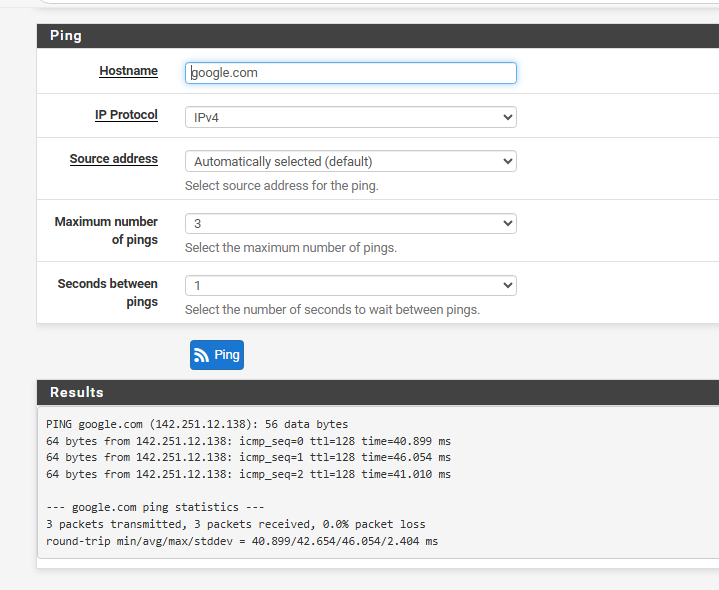 Ping
Hostname
google.com
IP Protocol
IPv4
Source address
Automatically selected (default)
Select source address for the ping.
Maximum number
of pings
3
Select the maximum number of pings.
Seconds between
pings
1
Select the number of seconds to wait between pings.
Ping
Results
PING google.com (142.251.12.138): 56 data bytes
64 bytes from 142.251.12.138: icmp_seq=0 ttl=128 time=40.899 ms
64 bytes from 142.251.12.138: icmp_seq=1 ttl=128 time=46.054 ms
64 bytes from 142.251.12.138: icmp_seq=2 ttl=128 time=41.010 ms
--- google.com ping statistics ---
3 packets transmitted, 3 packets received, 0.0% packet loss
round-trip min/avg/max/stddev = 40.899/42.654/46.054/2.404 ms